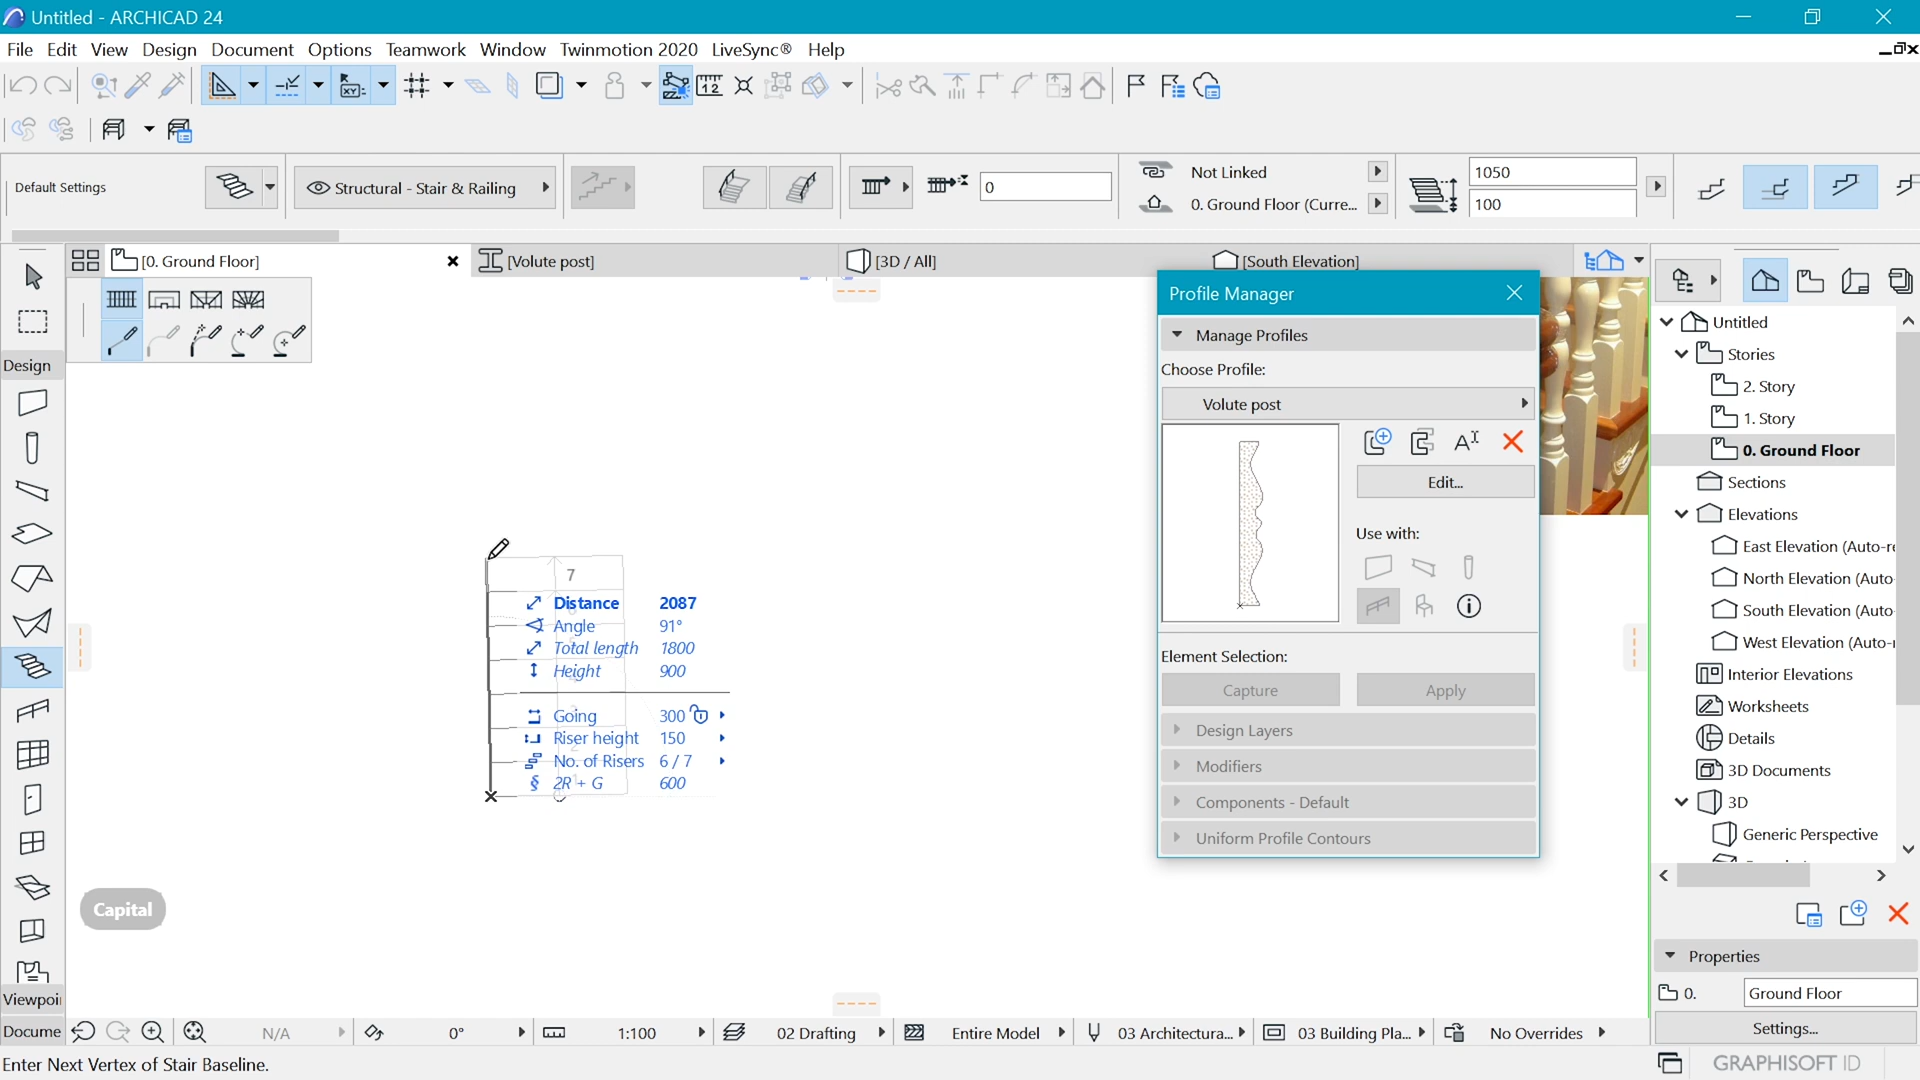 Untitled - ARCHICAD 24
File Edit View Design Document Options Teamwork Window Twinmotion 2020 LiveSync® Help
Default Settings
Structural - Stair & Railing
0
Not Linked
0. Ground Floor (Curre...
1050
100
[0. Ground Floor]
[Volute post]
[3D / All]
[South Elevation]
Design
Profile Manager
Manage Profiles
Choose Profile:
Volute post
Edit...
Use with:
Element Selection:
Capture
Apply
Design Layers
Modifiers
Components - Default
Uniform Profile Contours
7
Distance 2087
Angle 91°
Total length 1800
Height 900
Going 300
Riser height 150
No. of Risers 6 / 7
2R + G 600
Capital
Untitled
Stories
2. Story
1. Story
0. Ground Floor
Sections
Elevations
East Elevation (Auto-r
North Elevation (Auto
South Elevation (Auto
West Elevation (Auto-
Interior Elevations
Worksheets
Details
3D Documents
3D
Generic Perspective
Properties
0.
Ground Floor
Settings...
Viewpoi
Docume
N/A
0°
1:100
02 Drafting
Entire Model
03 Architectura...
03 Building Pla...
No Overrides
Enter Next Vertex of Stair Baseline.
GRAPHISOFT ID